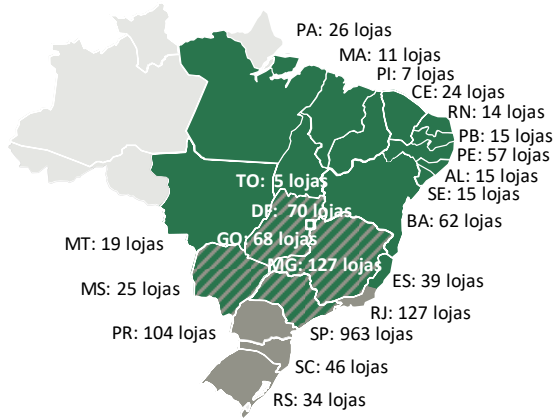 PA: 26 lojas
MA: 11 lojas
PI: 7 lojas
CE: 24 lojas
RN: 14 lojas
PB: 15 lojas
PE: 57 lojas
AL: 15 lojas
SE: 15 lojas
TO: 5 lojas
DF: 70 lojas
BA: 62 lojas
GO: 68 lojas
MT: 19 lojas
MG: 127 lojas
ES: 39 lojas
MS: 25 lojas
RJ: 127 lojas
PR: 104 lojas
SP: 963 lojas
SC: 46 lojas
RS: 34 lojas